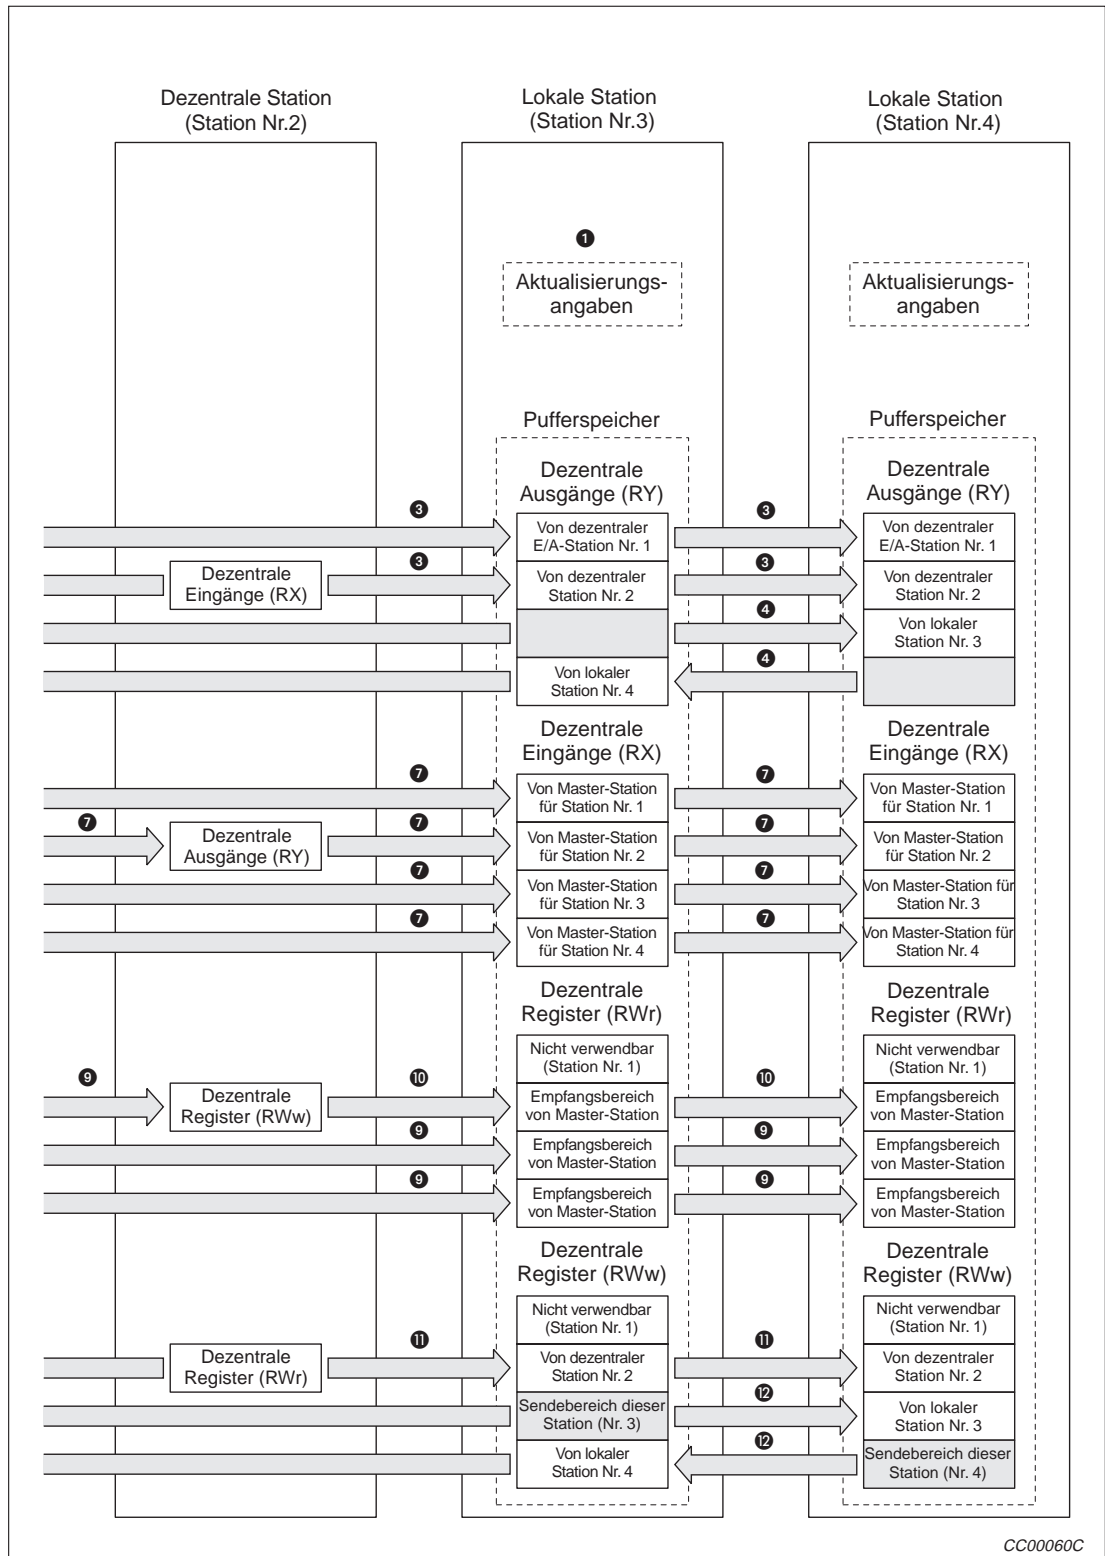 Dezentrale Station
(Station Nr.2)
Lokale Station
(Station Nr.3)
Lokale Station
(Station Nr.4)
❶
Aktualisierungs-
angaben
Aktualisierungs-
angaben
Pufferspeicher
Pufferspeicher
Dezentrale
Ausgänge (RY)
Dezentrale
Ausgänge (RY)
❸
❸
Von dezentraler
E/A-Station Nr. 1
Von dezentraler
E/A-Station Nr. 1
❸
❸
Dezentrale
Eingänge (RX)
Von dezentraler
Station Nr. 2
Von dezentraler
Station Nr. 2
❹
Von lokaler
Station Nr. 3
❹
Von lokaler
Station Nr. 4
Dezentrale
Eingänge (RX)
Dezentrale
Eingänge (RX)
❼
❼
Von Master-Station
für Station Nr. 1
Von Master-Station
für Station Nr. 1
❼
❼
❼
Dezentrale
Ausgänge (RY)
Von Master-Station
für Station Nr. 2
Von Master-Station
für Station Nr. 2
❼
❼
Von Master-Station
für Station Nr. 3
Von Master-Station für
Station Nr. 3
❼
❼
Von Master-Station
für Station Nr. 4
Von Master-Station für
Station Nr. 4
Dezentrale
Register (RWr)
Dezentrale
Register (RWr)
Nicht verwendbar
(Station Nr. 1)
Nicht verwendbar
(Station Nr. 1)
❾
❿
❿
Dezentrale
Register (RWw)
Empfangsbereich
von Master-Station
Empfangsbereich
von Master-Station
❾
❾
Empfangsbereich
von Master-Station
Empfangsbereich
von Master-Station
❾
❾
Empfangsbereich
von Master-Station
Empfangsbereich
von Master-Station
Dezentrale
Register (RWw)
Dezentrale
Register (RWw)
Nicht verwendbar
(Station Nr. 1)
Nicht verwendbar
(Station Nr. 1)
⓫
⓫
Dezentrale
Register (RWr)
Von dezentraler
Station Nr. 2
Von dezentraler
Station Nr. 2
⓬
Sendebereich dieser
Station (Nr. 3)
Von lokaler
Station Nr. 3
⓬
Von lokaler
Station Nr. 4
Sendebereich dieser
Station (Nr. 4)
CC00060C